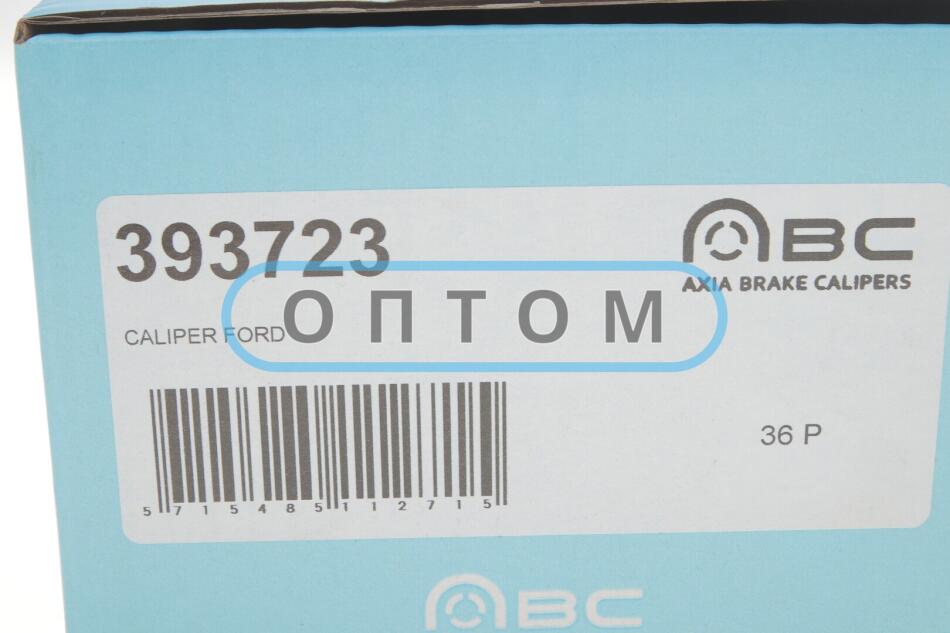 393723
ABC
AXIA BRAKE CALIPERS
ОПТОМ
CALIPER FORD
36 P
5 715485 112715
ABC